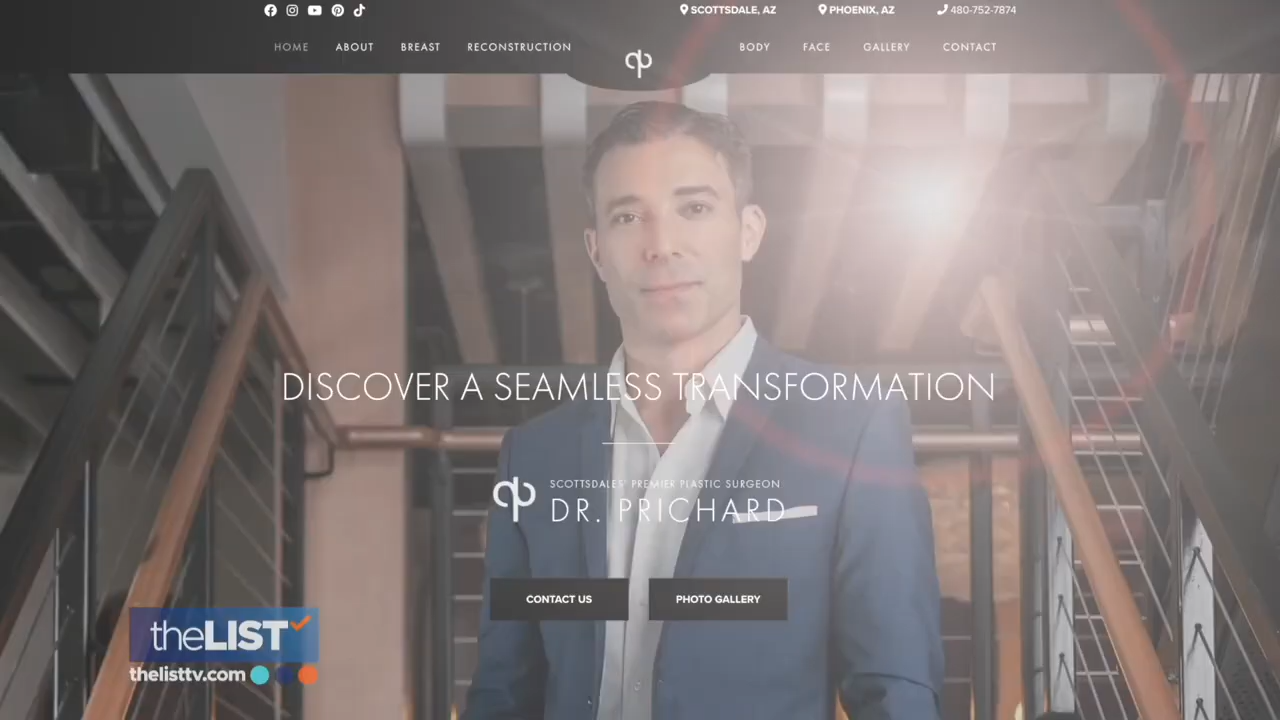 SCOTTSDALE, AZ PHOENIX, AZ 480-752-7874
HOME ABOUT BREAST RECONSTRUCTION BODY FACE GALLERY CONTACT
DISCOVER A SEAMLESS TRANSFORMATION
SCOTTSDALES' PREMIER PLASTIC SURGEON
DR. PRICHARD
CONTACT US PHOTO GALLERY
theLIST
thelisttv.com